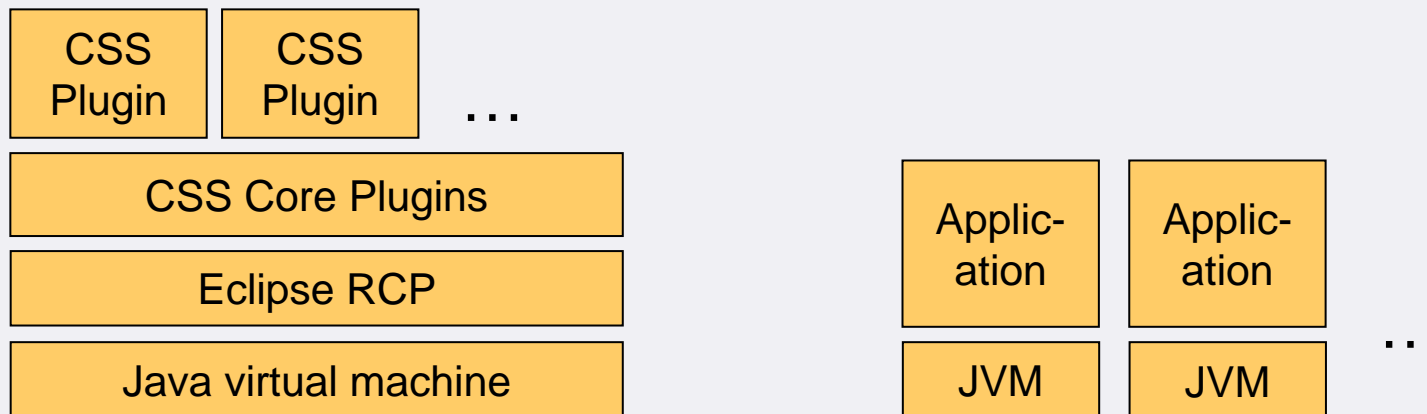 CSS
Plugin
CSS
Plugin
...
CSS Core Plugins
Eclipse RCP
Java virtual machine
Applic-
ation
Applic-
ation
JVM
JVM
..